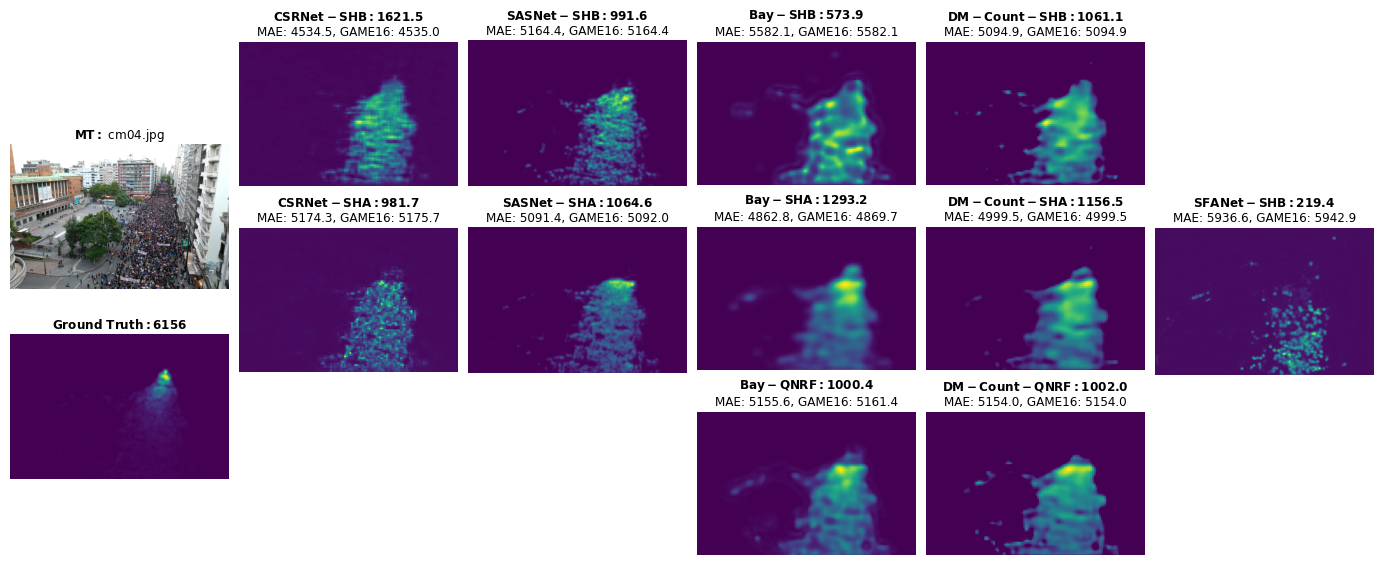 MT: cm04.jpg
Ground Truth: 6156
CSRNet-SHB: 1621.5
MAE: 4534.5, GAME16: 4535.0
SASNet-SHB: 991.6
MAE: 5164.4, GAME16: 5164.4
Bay-SHB: 573.9
MAE: 5582.1, GAME16: 5582.1
DM-Count-SHB: 1061.1
MAE: 5094.9, GAME16: 5094.9
CSRNet-SHA: 981.7
MAE: 5174.3, GAME16: 5175.7
SASNet-SHA: 1064.6
MAE: 5091.4, GAME16: 5092.0
Bay-SHA: 1293.2
MAE: 4862.8, GAME16: 4869.7
DM-Count-SHA: 1156.5
MAE: 4999.5, GAME16: 4999.5
SFANet-SHB: 219.4
MAE: 5936.6, GAME16: 5942.9
Bay-QNRF: 1000.4
MAE: 5155.6, GAME16: 5161.4
DM-Count-QNRF: 1002.0
MAE: 5154.0, GAME16: 5154.0